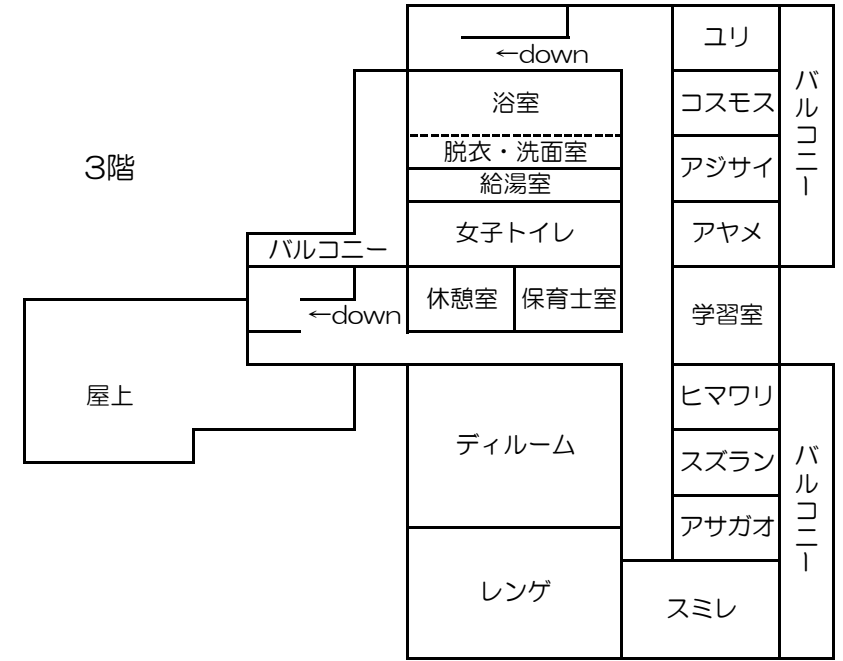 ユリ
←down
浴室
コスモス
バルコニー
脱衣・洗面室
アジサイ
3階
給湯室
女子トイレ
アヤメ
バルコニー
休憩室
保育士室
←down
学習室
屋上
ヒマワリ
ディルーム
スズラン
バルコニー
アサガオ
レンゲ
スミレ